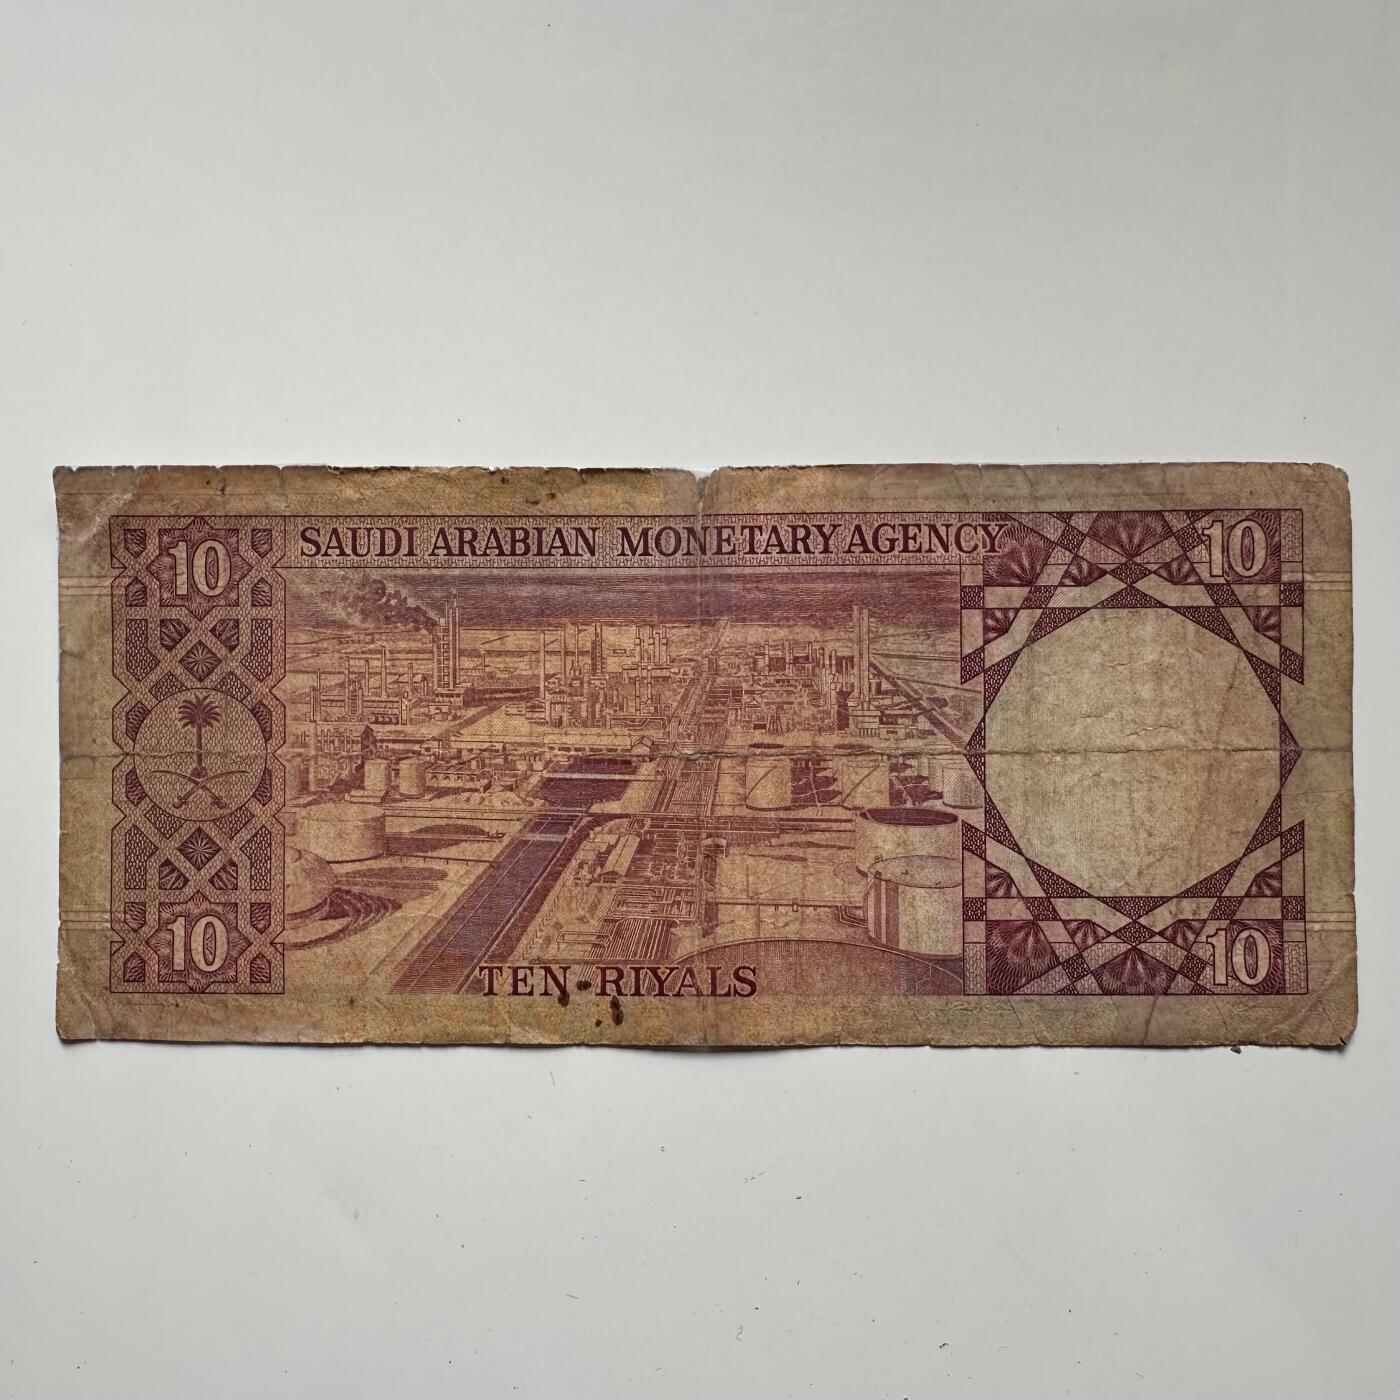 10 SAUDI ARABIAN MONETARY AGENCY 10
10 TEN RIYALS 10